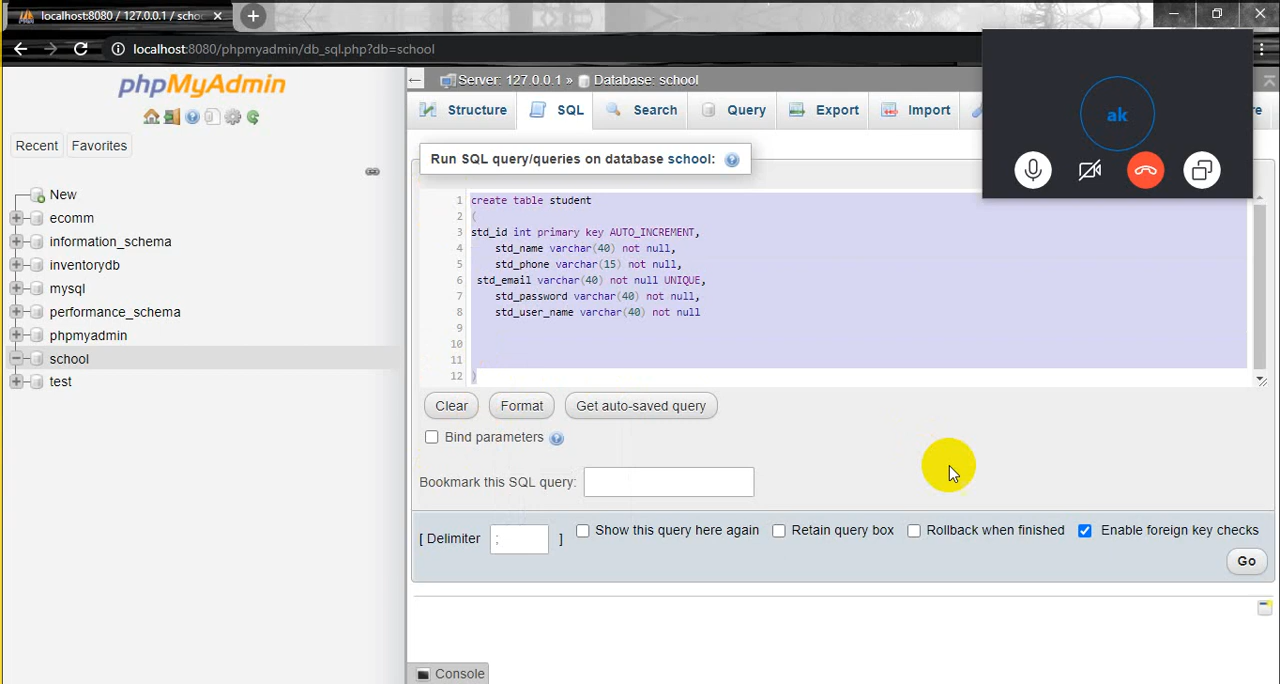 localhost:8080 / 127.0.0.1 / scho
localhost:8080/phpmyadmin/db_sql.php?db=school
phpMyAdmin
Recent
Favorites
New
ecomm
information_schema
inventorydb
mysql
performance_schema
phpmyadmin
school
test
Server: 127.0.0.1 » Database: school
Structure
SQL
Search
Query
Export
Import
e
ak
Run SQL query/queries on database school:
1 create table student
2 (
3 std_id int primary key AUTO_INCREMENT,
4 std_name varchar(40) not null,
5 std_phone varchar(15) not null,
6 std_email varchar(40) not null UNIQUE,
7 std_password varchar(40) not null,
8 std_user_name varchar(40) not null
9
10
11
12 )
Clear
Format
Get auto-saved query
Bind parameters
Bookmark this SQL query:
[ Delimiter ; ]
Show this query here again
Retain query box
Rollback when finished
Enable foreign key checks
Go
Console